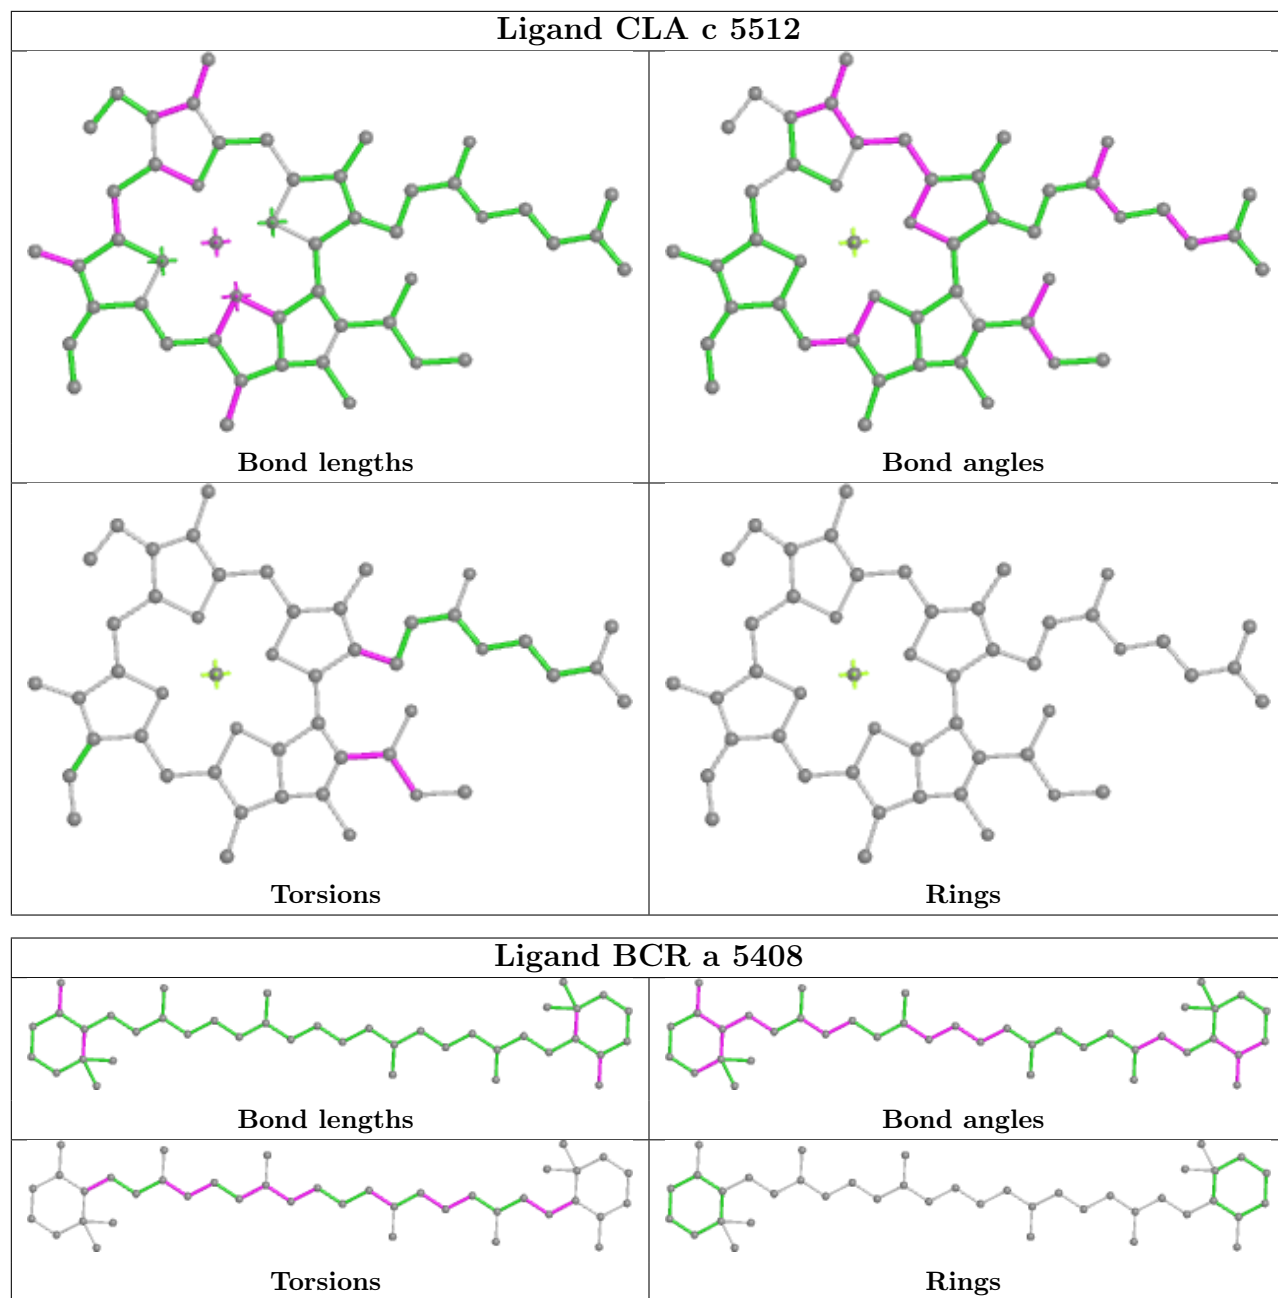 Ligand CLA c 5512
Bond lengths
Bond angles
Torsions
Rings
Ligand BCR a 5408
Bond lengths
Bond angles
Torsions
Rings